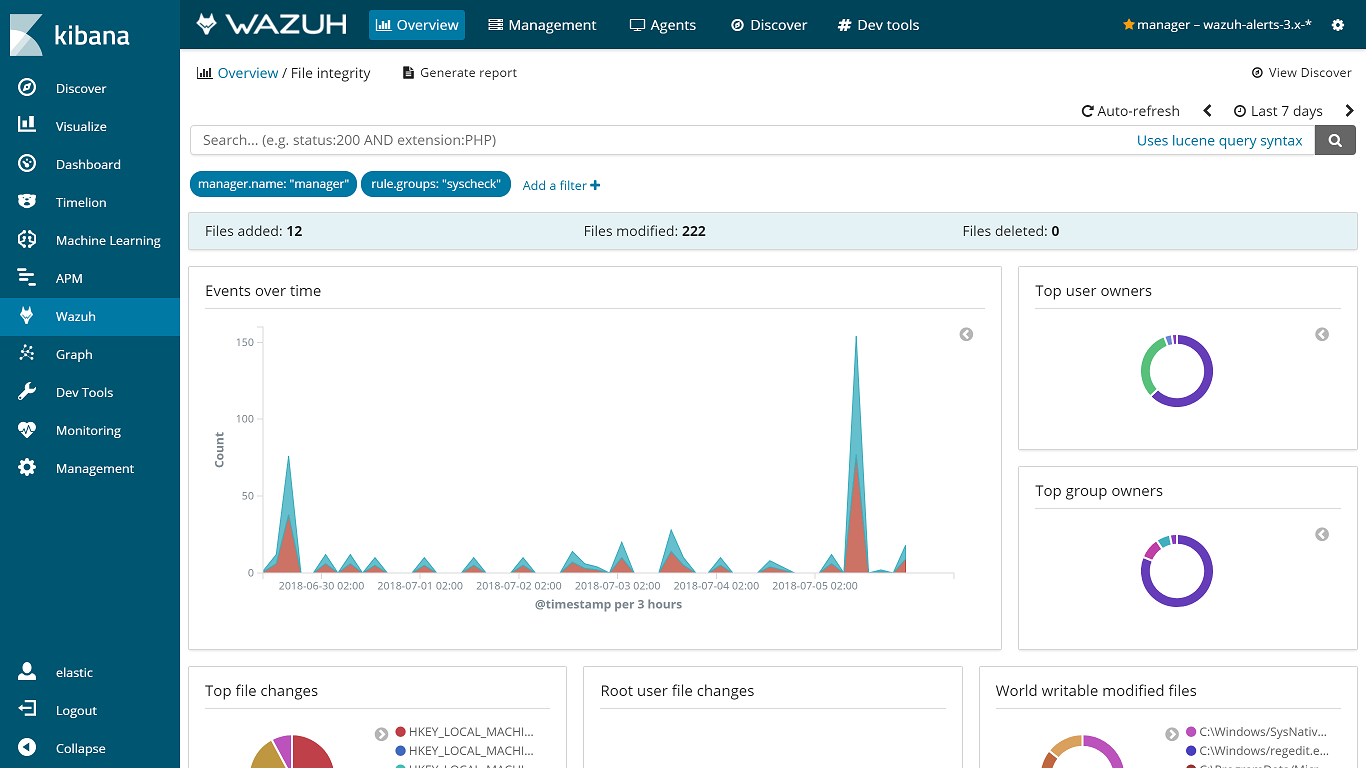 kibana
Discover
Visualize
Dashboard
Timelion
Machine Learning
APM
Wazuh
Graph
Dev Tools
Monitoring
Management
elastic
Logout
Collapse
WAZUH Overview Management Agents Discover # Dev tools manager – wazuh-alerts-3.x-*
Overview / File integrity Generate report View Discover
Auto-refresh Last 7 days
Search... (e.g. status:200 AND extension:PHP) Uses lucene query syntax
manager.name: "manager" rule.groups: "syscheck" Add a filter +
Files added: 12 Files modified: 222 Files deleted: 0
Events over time
150
100
50
0
Count
2018-06-30 02:00 2018-07-01 02:00 2018-07-02 02:00 2018-07-03 02:00 2018-07-04 02:00 2018-07-05 02:00
@timestamp per 3 hours
Top user owners
Top group owners
Top file changes
HKEY_LOCAL_MACHI...
HKEY_LOCAL_MACHI...
HKEY_LOCAL_MACHI...
Root user file changes
World writable modified files
C:\Windows/SysNativ...
C:\Windows/regedit.e...